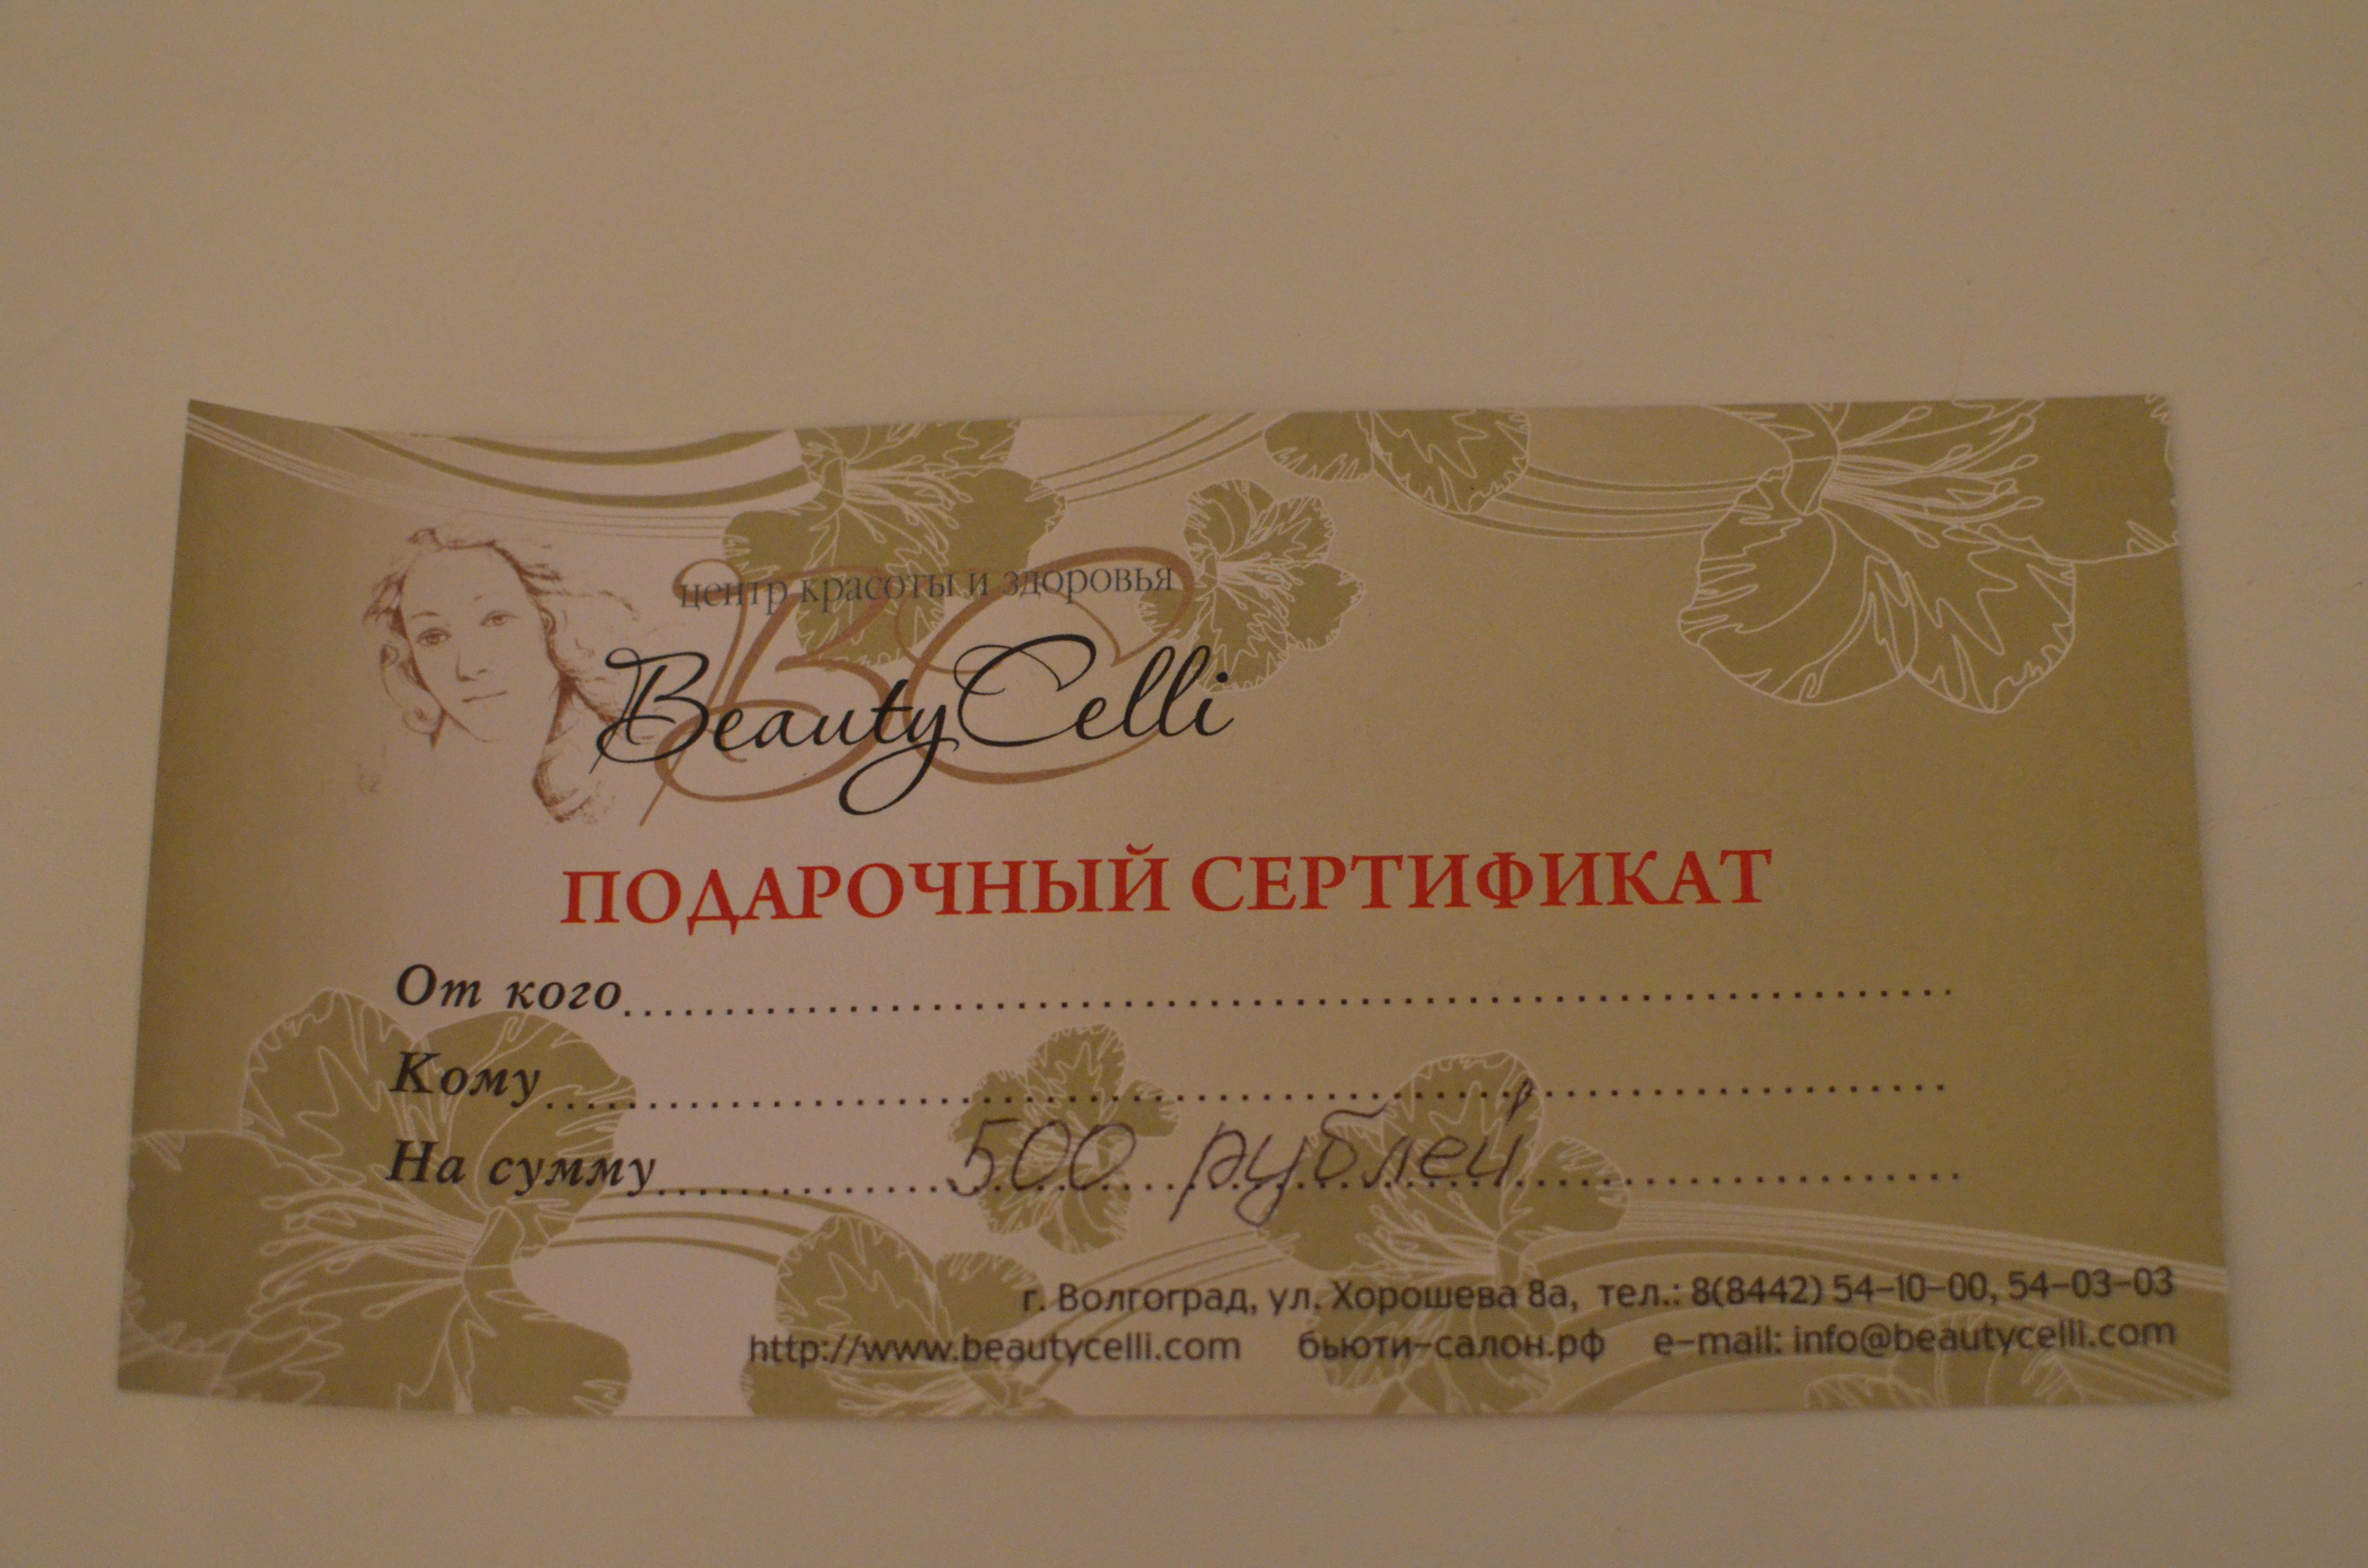 центр красоты и здоровья
BC
BeautyCelli
ПОДАРОЧНЫЙ СЕРТИФИКАТ
От кого
Кому
На сумму 500 рублей
г. Волгоград, ул. Хорошева 8а, тел.: 8(8442) 54-10-00, 54-03-03
http://www.beautycelli.com бьюти-салон.рф e-mail: info@beautycelli.com